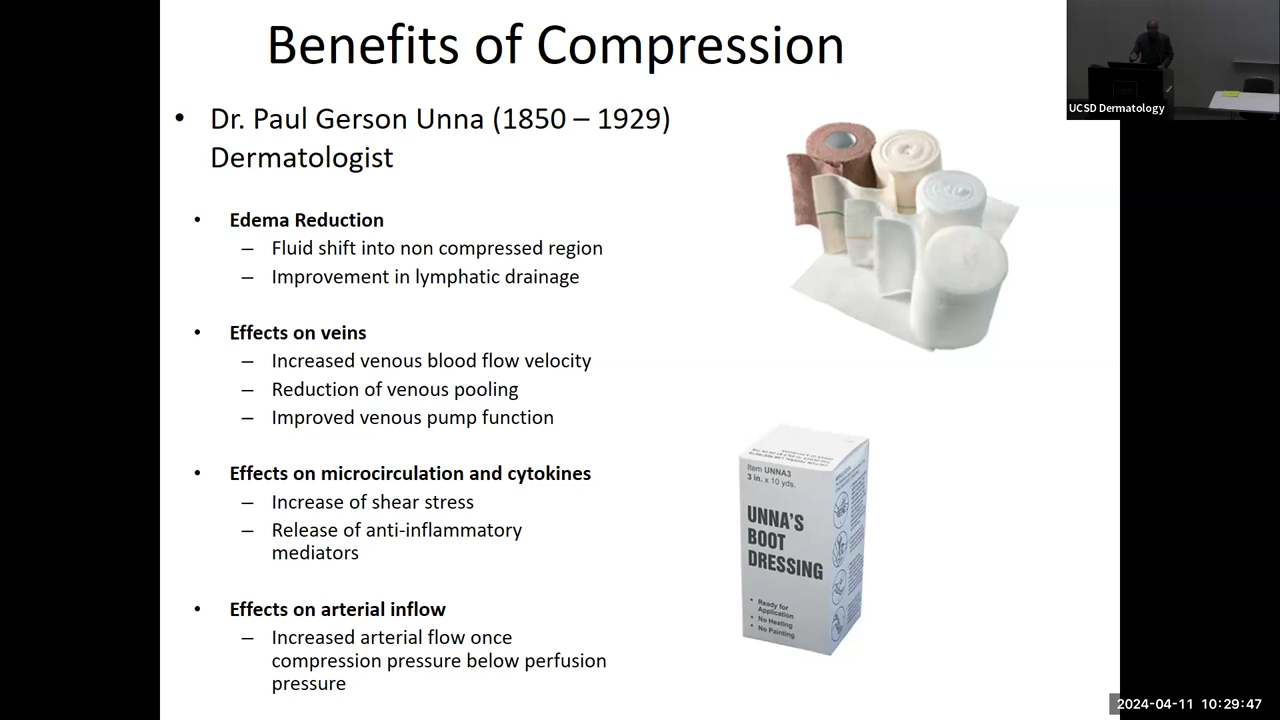 Benefits of Compression
UCSD Dermatology
• Dr. Paul Gerson Unna (1850 – 1929)
Dermatologist
• Edema Reduction
– Fluid shift into non compressed region
– Improvement in lymphatic drainage
• Effects on veins
– Increased venous blood flow velocity
– Reduction of venous pooling
– Improved venous pump function
• Effects on microcirculation and cytokines
– Increase of shear stress
– Release of anti-inflammatory
mediators
• Effects on arterial inflow
– Increased arterial flow once
compression pressure below perfusion
pressure
Item UNNA3
3 in. x 10 yds.
UNNA'S
BOOT
DRESSING
• Ready for
Application
• No Heating
• No Painting
2024-04-11 10:29:47